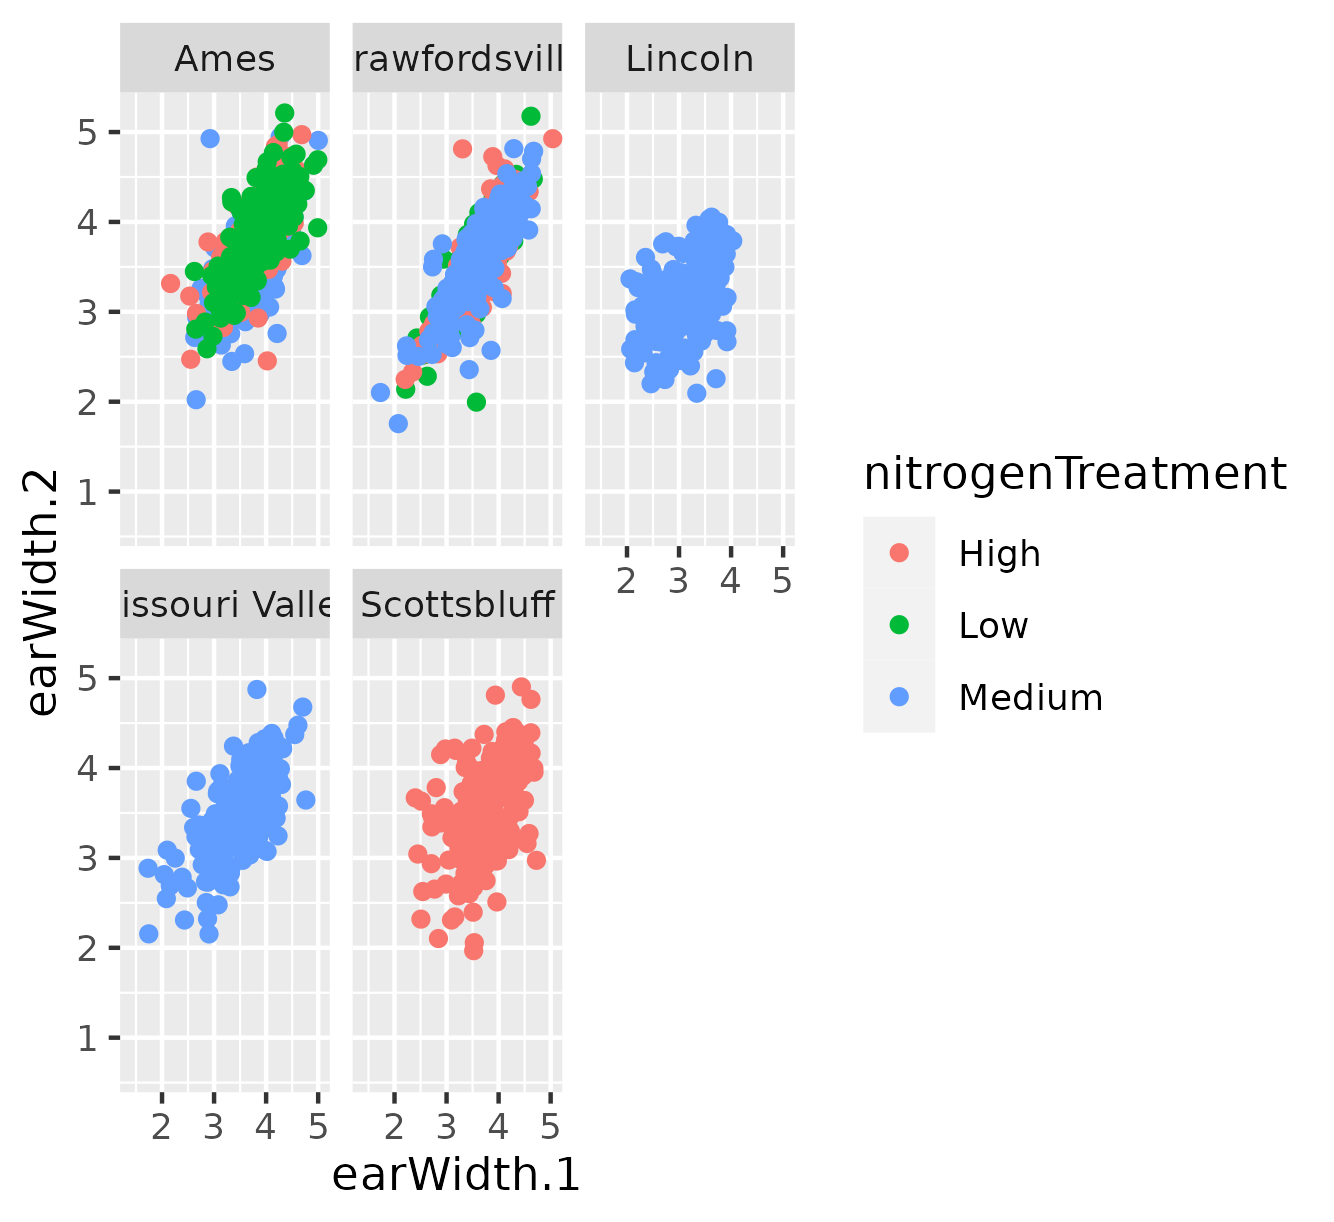 Ames
rawfordsvill
Lincoln
5
4
3
2
1
2 3 4 5
issouri Valle
Scottsbluff
5
4
3
2
1
2 3 4 5
2 3 4 5
earWidth.1
earWidth.2
nitrogenTreatment
High
Low
Medium